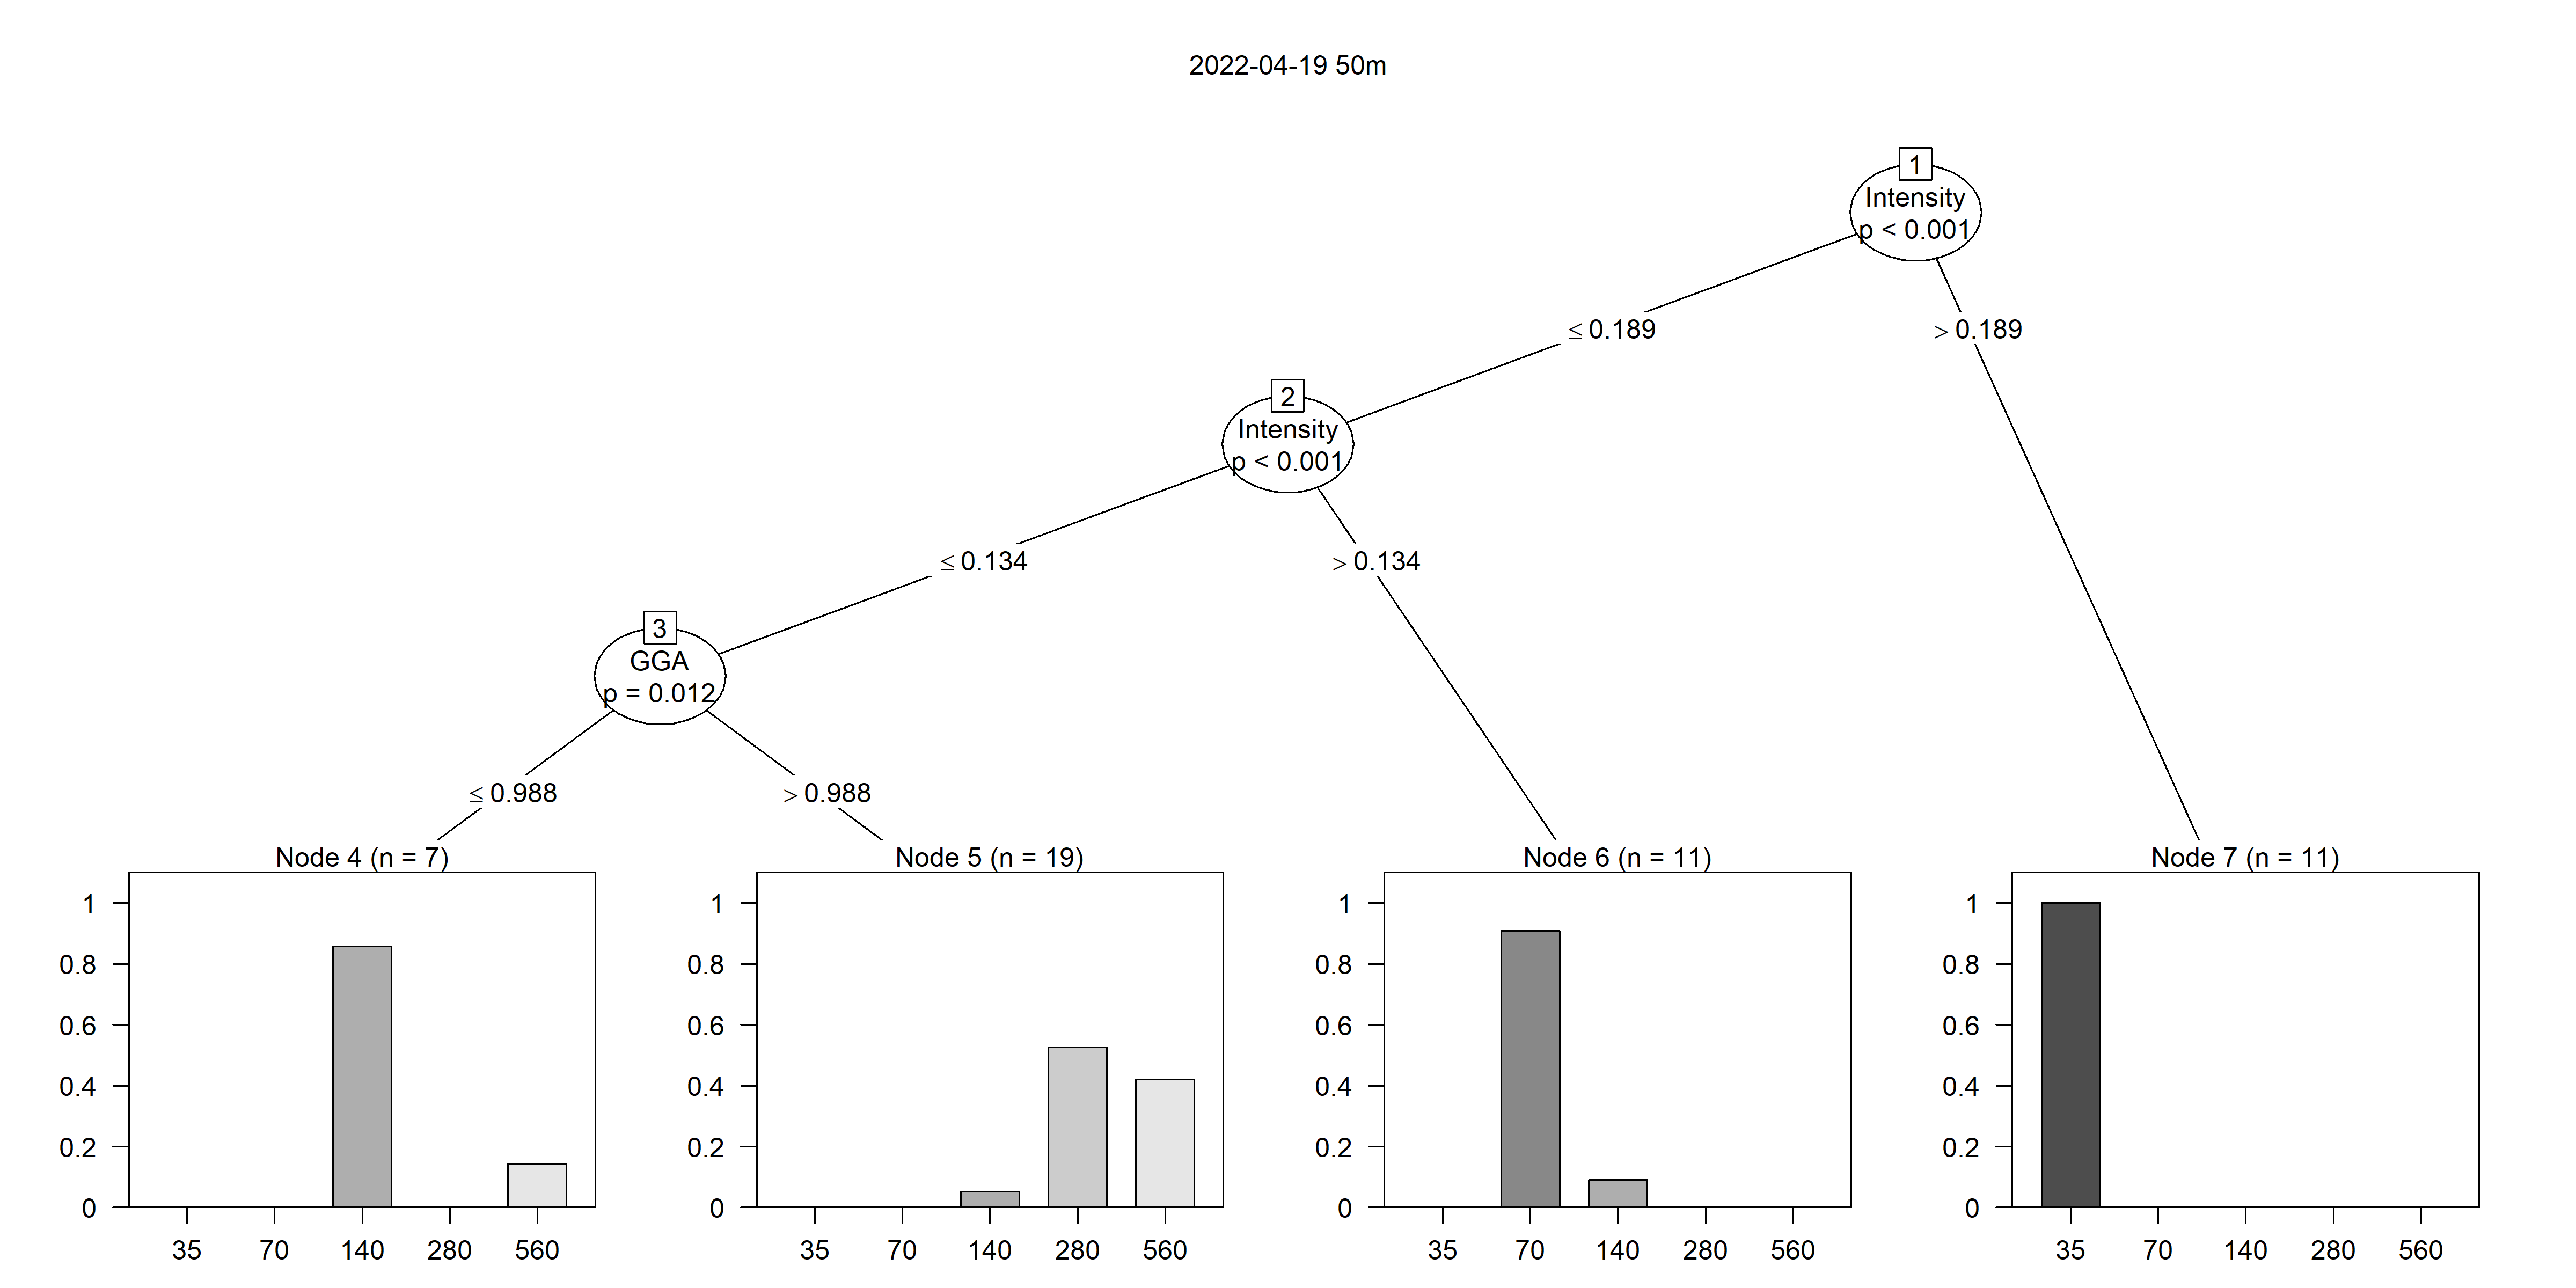 2022-04-19 50m
1
Intensity
p < 0.001
≤ 0.189
> 0.189
2
Intensity
p < 0.001
≤ 0.134
> 0.134
3
GGA
p = 0.012
≤ 0.988
> 0.988
Node 4 (n = 7)
1
0.8
0.6
0.4
0.2
0
35 70 140 280 560
Node 5 (n = 19)
1
0.8
0.6
0.4
0.2
0
35 70 140 280 560
Node 6 (n = 11)
1
0.8
0.6
0.4
0.2
0
35 70 140 280 560
Node 7 (n = 11)
1
0.8
0.6
0.4
0.2
0
35 70 140 280 560